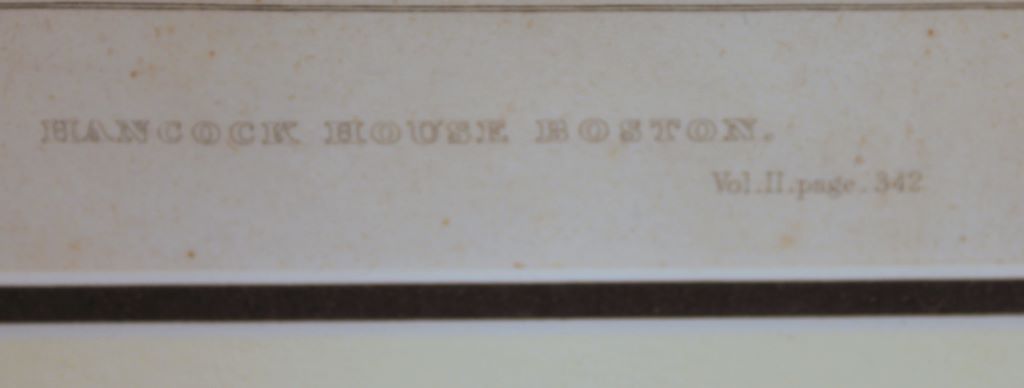 HANCOCK HOUSE BOSTON.
Vol.II.page.342